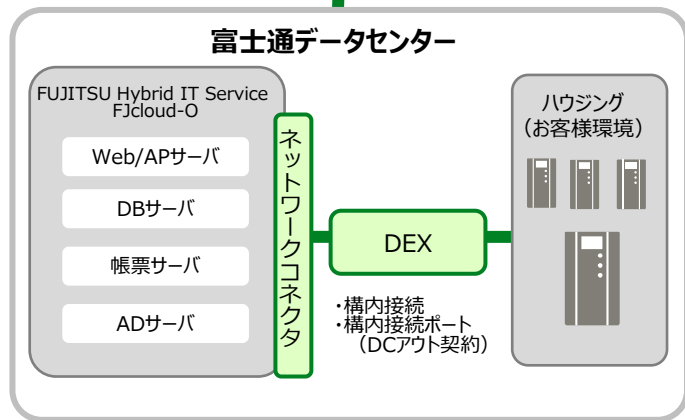 富士通データセンター
FUJITSU Hybrid IT Service
FJcloud-O
Web/APサーバ
DBサーバ
帳票サーバ
ADサーバ
ネットワークコネクタ
DEX
・構内接続
・構内接続ポート
（DCアウト契約）
ハウジング
（お客様環境）